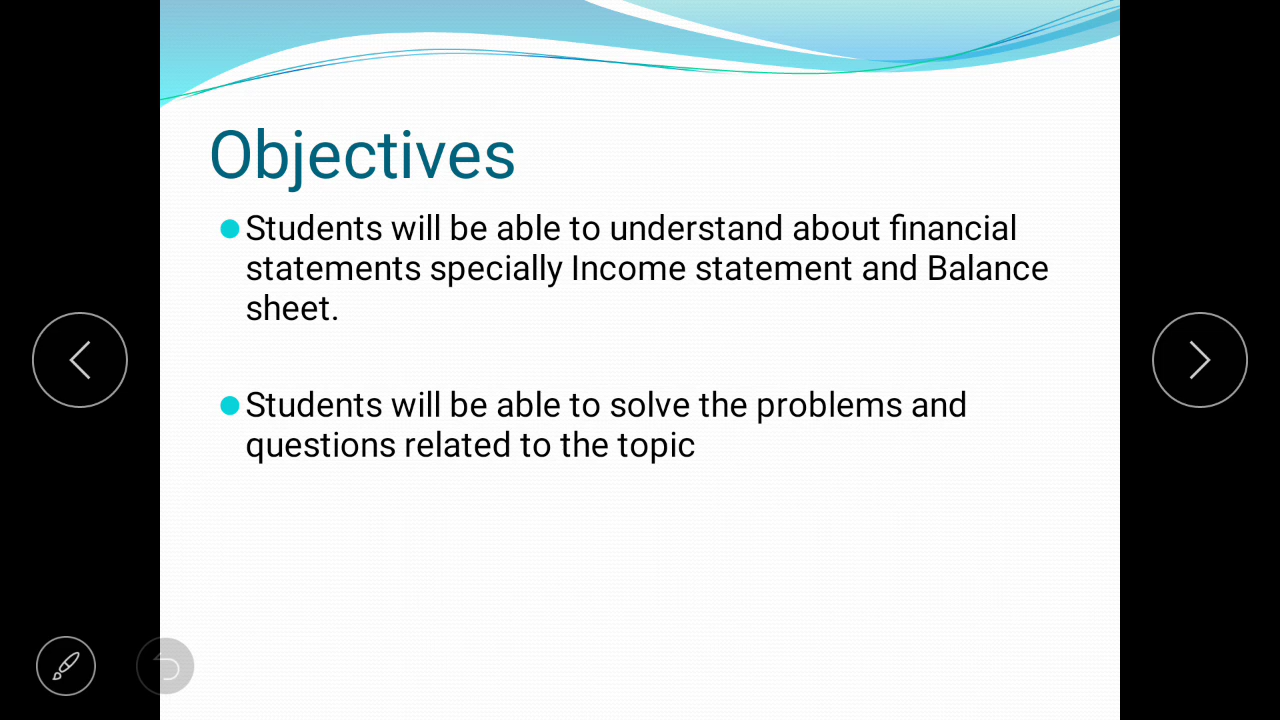 Objectives
Students will be able to understand about financial
statements specially Income statement and Balance
sheet.
Students will be able to solve the problems and
questions related to the topic